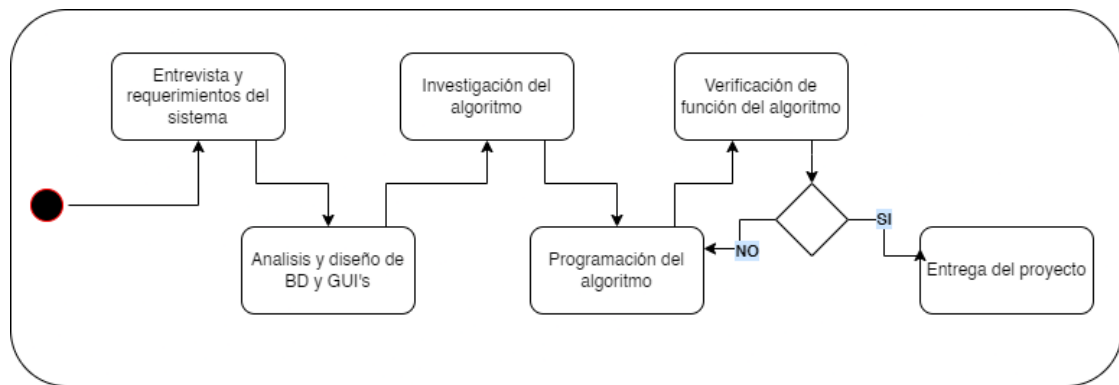 Entrevista y
requerimientos del
sistema
Analisis y diseño de
BD y GUI's
Investigación del
algoritmo
Programación del
algoritmo
Verificación de
función del algoritmo
NO
SI
Entrega del proyecto